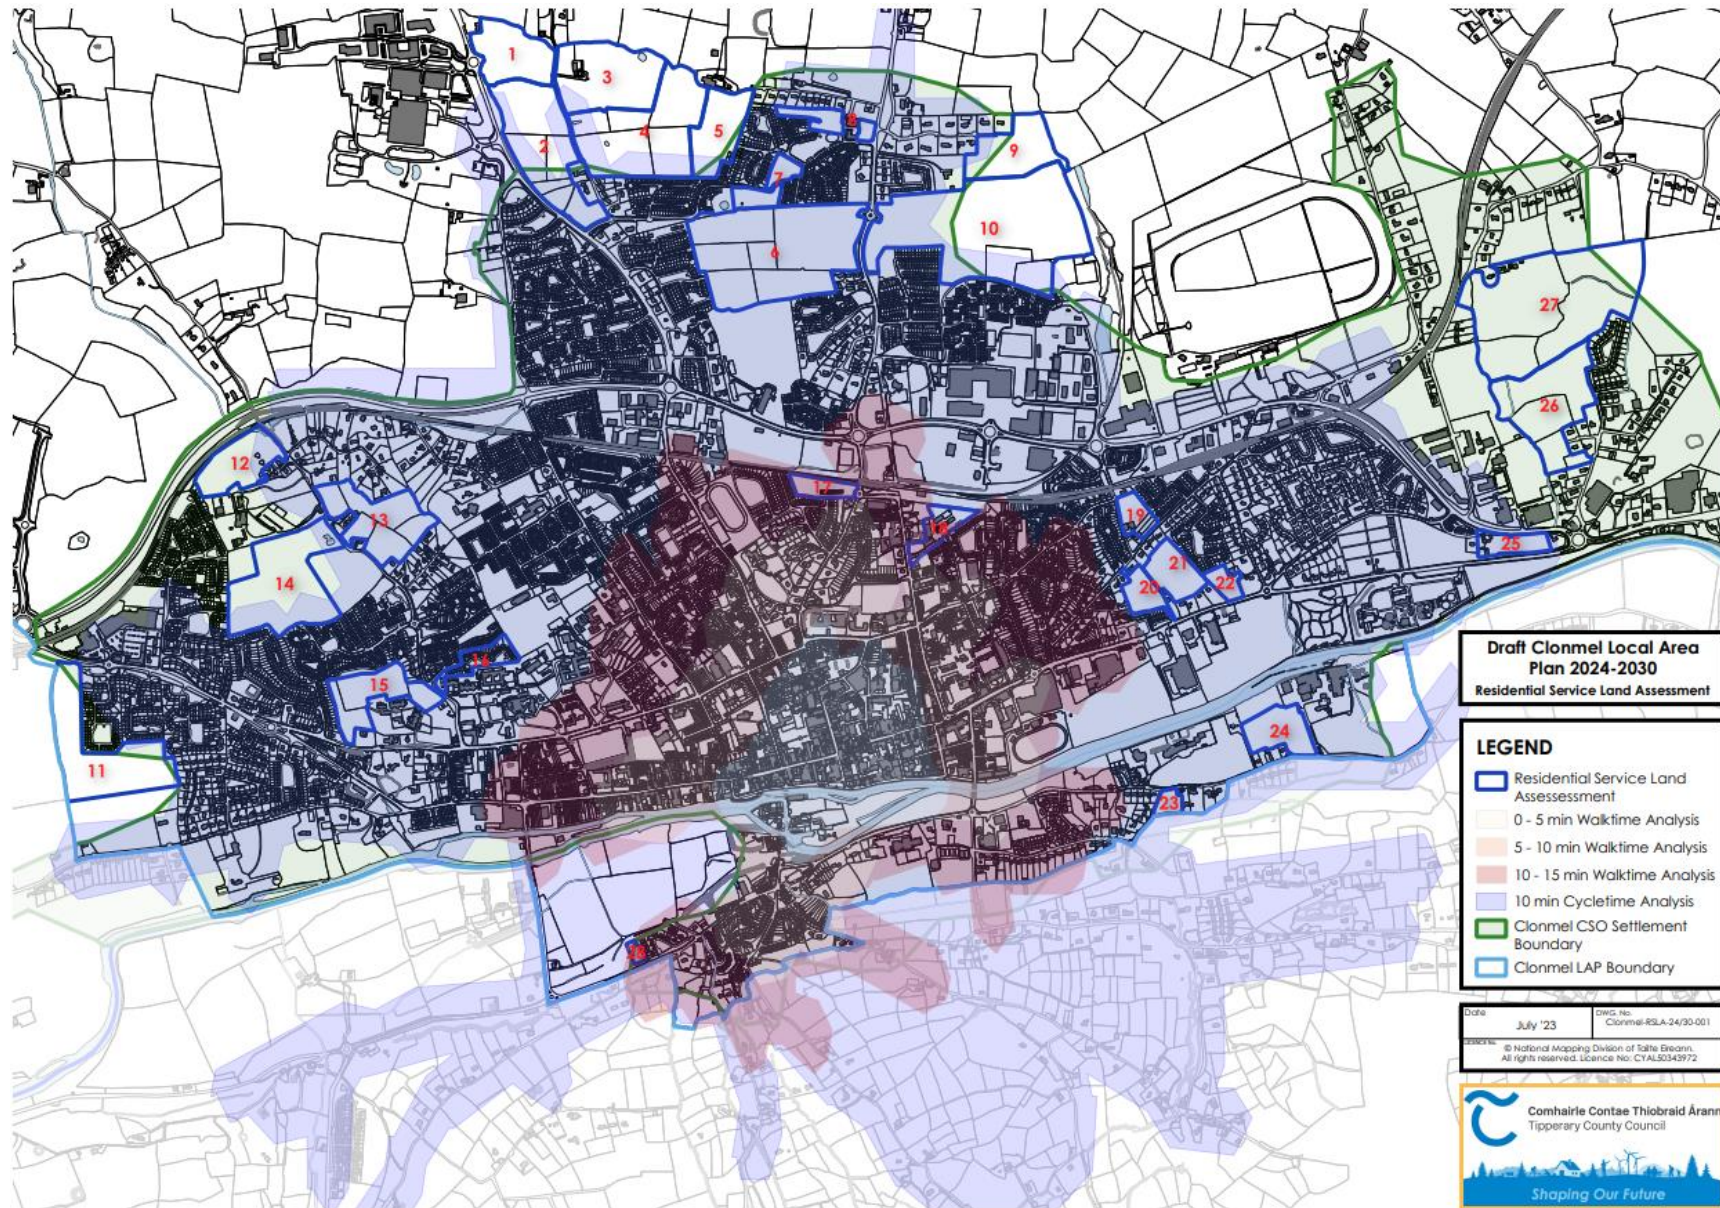 1
3
2
4
5
8
7
9
10
6
27
26
12
13
14
17
18
19
21
20
22
25
16
15
11
24
23
28
Draft Clonmel Local Area
Plan 2024-2030
Residential Service Land Assessment
LEGEND
Residential Service Land
Assessessment
0 - 5 min Walktime Analysis
5 - 10 min Walktime Analysis
10 - 15 min Walktime Analysis
10 min Cycletime Analysis
Clonmel CSO Settlement
Boundary
Clonmel LAP Boundary
Date
July '23
DWG. No.
Clonmel-RSLA-24/30-001
© National Mapping Division of Tailte Éireann.
All rights reserved. Licence No: CYAL50343972
Comhairle Contae Thiobraid Árann
Tipperary County Council
Shaping Our Future